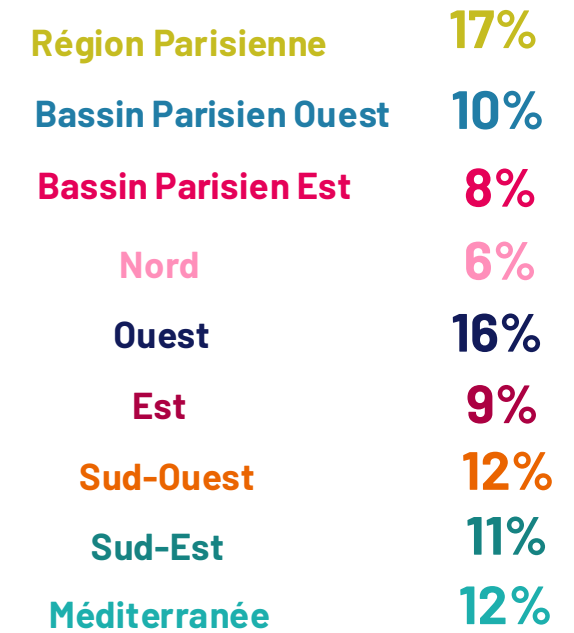 Région Parisienne 17%
Bassin Parisien Ouest 10%
Bassin Parisien Est 8%
Nord 6%
Ouest 16%
Est 9%
Sud-Ouest 12%
Sud-Est 11%
Méditerranée 12%